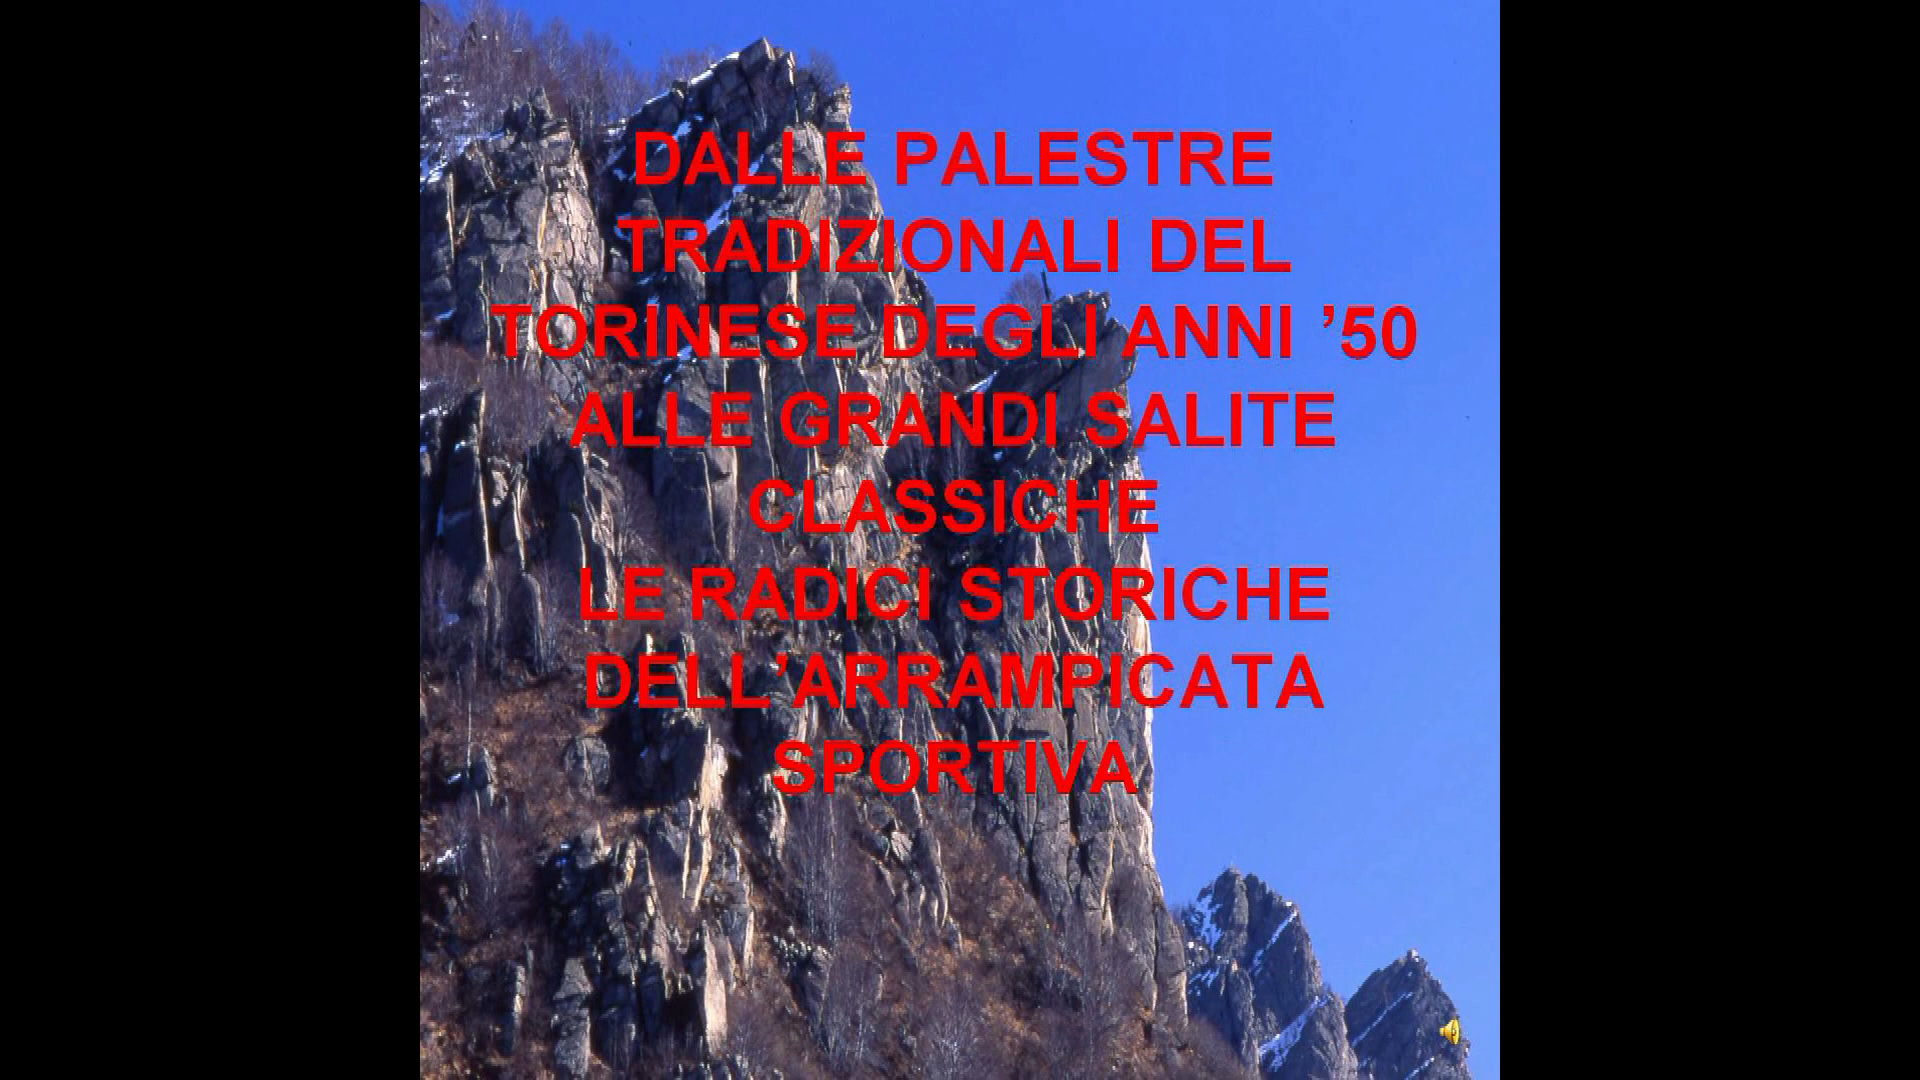 DALLE PALESTRE
TRADIZIONALI DEL
TORINESE DEGLI ANNI ’50
ALLE GRANDI SALITE
CLASSICHE
LE RADICI STORICHE
DELL’ARRAMPICATA
SPORTIVA